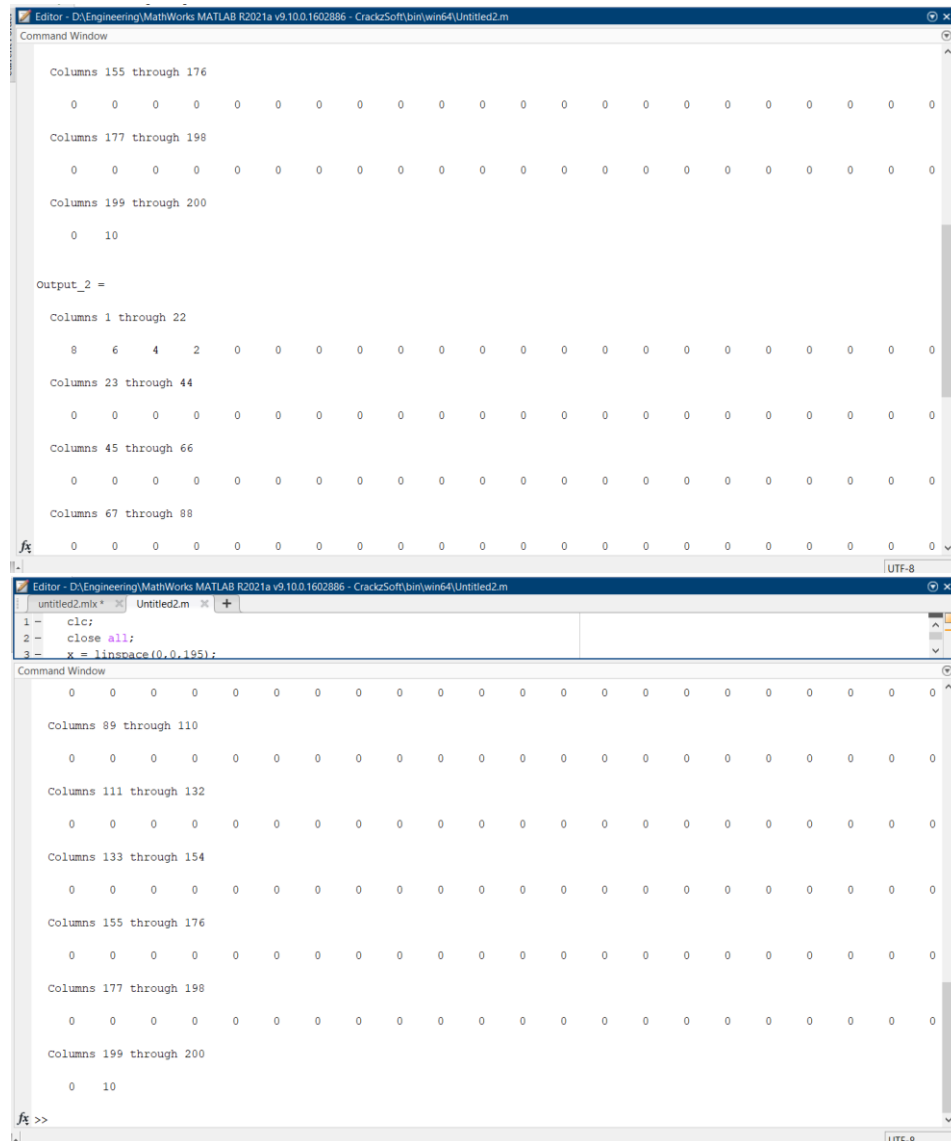 Editor - D:\Engineering\MathWorks MATLAB R2021a v9.10.0.1602886 - CrackzSoft\bin\win64\Untitled2.m
Command Window
Columns 155 through 176
0 0 0 0 0 0 0 0 0 0 0 0 0 0 0 0 0 0 0 0 0 0
Columns 177 through 198
0 0 0 0 0 0 0 0 0 0 0 0 0 0 0 0 0 0 0 0 0 0
Columns 199 through 200
0 10
Output_2 =
Columns 1 through 22
8 6 4 2 0 0 0 0 0 0 0 0 0 0 0 0 0 0 0 0 0 0
Columns 23 through 44
0 0 0 0 0 0 0 0 0 0 0 0 0 0 0 0 0 0 0 0 0 0
Columns 45 through 66
0 0 0 0 0 0 0 0 0 0 0 0 0 0 0 0 0 0 0 0 0 0
Columns 67 through 88
fx 0 0 0 0 0 0 0 0 0 0 0 0 0 0 0 0 0 0 0 0 0 0
UTF-8
Editor - D:\Engineering\MathWorks MATLAB R2021a v9.10.0.1602886 - CrackzSoft\bin\win64\Untitled2.m
untitled2.mlx * Untitled2.m +
1 - clc;
2 - close all;
3 - x = linspace(0,0,195);
Command Window
0 0 0 0 0 0 0 0 0 0 0 0 0 0 0 0 0 0 0 0 0 0
Columns 89 through 110
0 0 0 0 0 0 0 0 0 0 0 0 0 0 0 0 0 0 0 0 0 0
Columns 111 through 132
0 0 0 0 0 0 0 0 0 0 0 0 0 0 0 0 0 0 0 0 0 0
Columns 133 through 154
0 0 0 0 0 0 0 0 0 0 0 0 0 0 0 0 0 0 0 0 0 0
Columns 155 through 176
0 0 0 0 0 0 0 0 0 0 0 0 0 0 0 0 0 0 0 0 0 0
Columns 177 through 198
0 0 0 0 0 0 0 0 0 0 0 0 0 0 0 0 0 0 0 0 0 0
Columns 199 through 200
0 10
fx >>
UTF-8